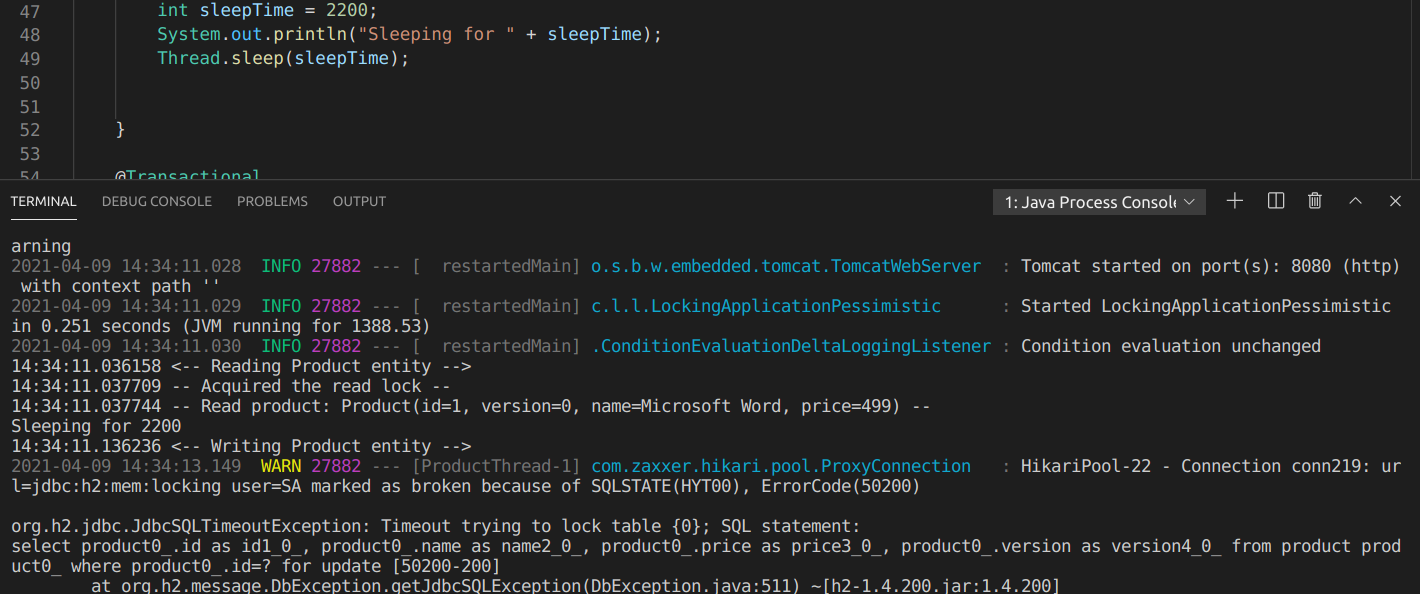 47 int sleepTime = 2200;
48 System.out.println("Sleeping for " + sleepTime);
49 Thread.sleep(sleepTime);
50
51
52 }
53
54 @Transactional
TERMINAL DEBUG CONSOLE PROBLEMS OUTPUT 1: Java Process Console
arning
2021-04-09 14:34:11.028  INFO 27882 --- [  restartedMain] o.s.b.w.embedded.tomcat.TomcatWebServer  : Tomcat started on port(s): 8080 (http)
 with context path ''
2021-04-09 14:34:11.029  INFO 27882 --- [  restartedMain] c.l.l.LockingApplicationPessimistic      : Started LockingApplicationPessimistic
in 0.251 seconds (JVM running for 1388.53)
2021-04-09 14:34:11.030  INFO 27882 --- [  restartedMain] .ConditionEvaluationDeltaLoggingListener : Condition evaluation unchanged
14:34:11.036158 <-- Reading Product entity -->
14:34:11.037709 -- Acquired the read lock --
14:34:11.037744 -- Read product: Product(id=1, version=0, name=Microsoft Word, price=499) --
Sleeping for 2200
14:34:11.136236 <-- Writing Product entity -->
2021-04-09 14:34:13.149  WARN 27882 --- [ProductThread-1] com.zaxxer.hikari.pool.ProxyConnection   : HikariPool-22 - Connection conn219: ur
l=jdbc:h2:mem:locking user=SA marked as broken because of SQLSTATE(HYT00), ErrorCode(50200)
org.h2.jdbc.JdbcSQLTimeoutException: Timeout trying to lock table {0}; SQL statement:
select product0_.id as id1_0_, product0_.name as name2_0_, product0_.price as price3_0_, product0_.version as version4_0_ from product prod
uct0_ where product0_.id=? for update [50200-200]
        at org.h2.message.DbException.getJdbcSQLException(DbException.java:511) ~[h2-1.4.200.jar:1.4.200]